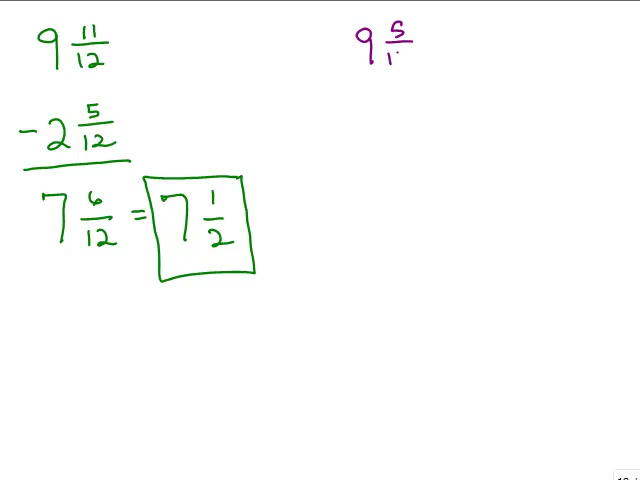 9 11/12
- 2 5/12
7 6/12 = 7 1/2
9 5/1